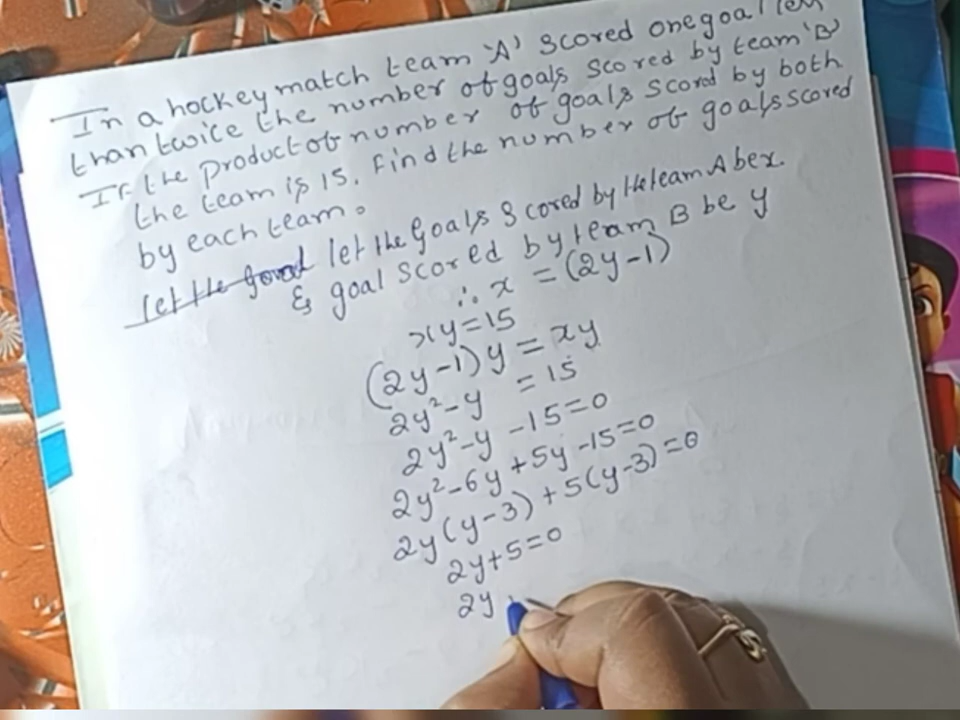 In a hockey match team 'A' scored one goal less
than twice the number of goals scored by team 'B'
If the product of number of goals scored by both
the team is 15. Find the number of goals scored
by each team.
let the let the Goals Scored by the team A be x.
& goal scored by team B be y
∴ x = (2y-1)
xy=15
(2y-1)y = xy
2y²-y = 15
2y²-y -15=0
2y²-6y+5y-15=0
2y(y-3)+5(y-3)=0
2y+5=0
2y